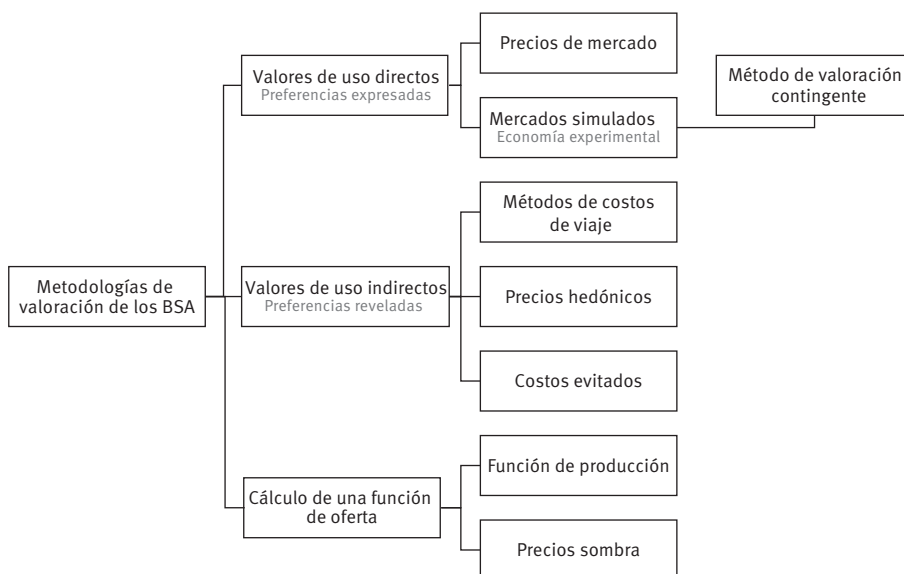 Metodologías de
valoración de los BSA
Valores de uso directos
Preferencias expresadas
Precios de mercado
Mercados simulados
Economía experimental
Método de valoración
contingente
Valores de uso indirectos
Preferencias reveladas
Métodos de costos
de viaje
Precios hedónicos
Costos evitados
Cálculo de una función
de oferta
Función de producción
Precios sombra